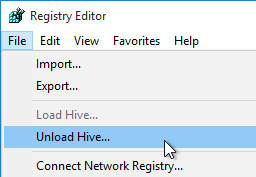 Registry Editor
File Edit View Favorites Help
Import...
Export...
Load Hive...
Unload Hive...
Connect Network Registry...